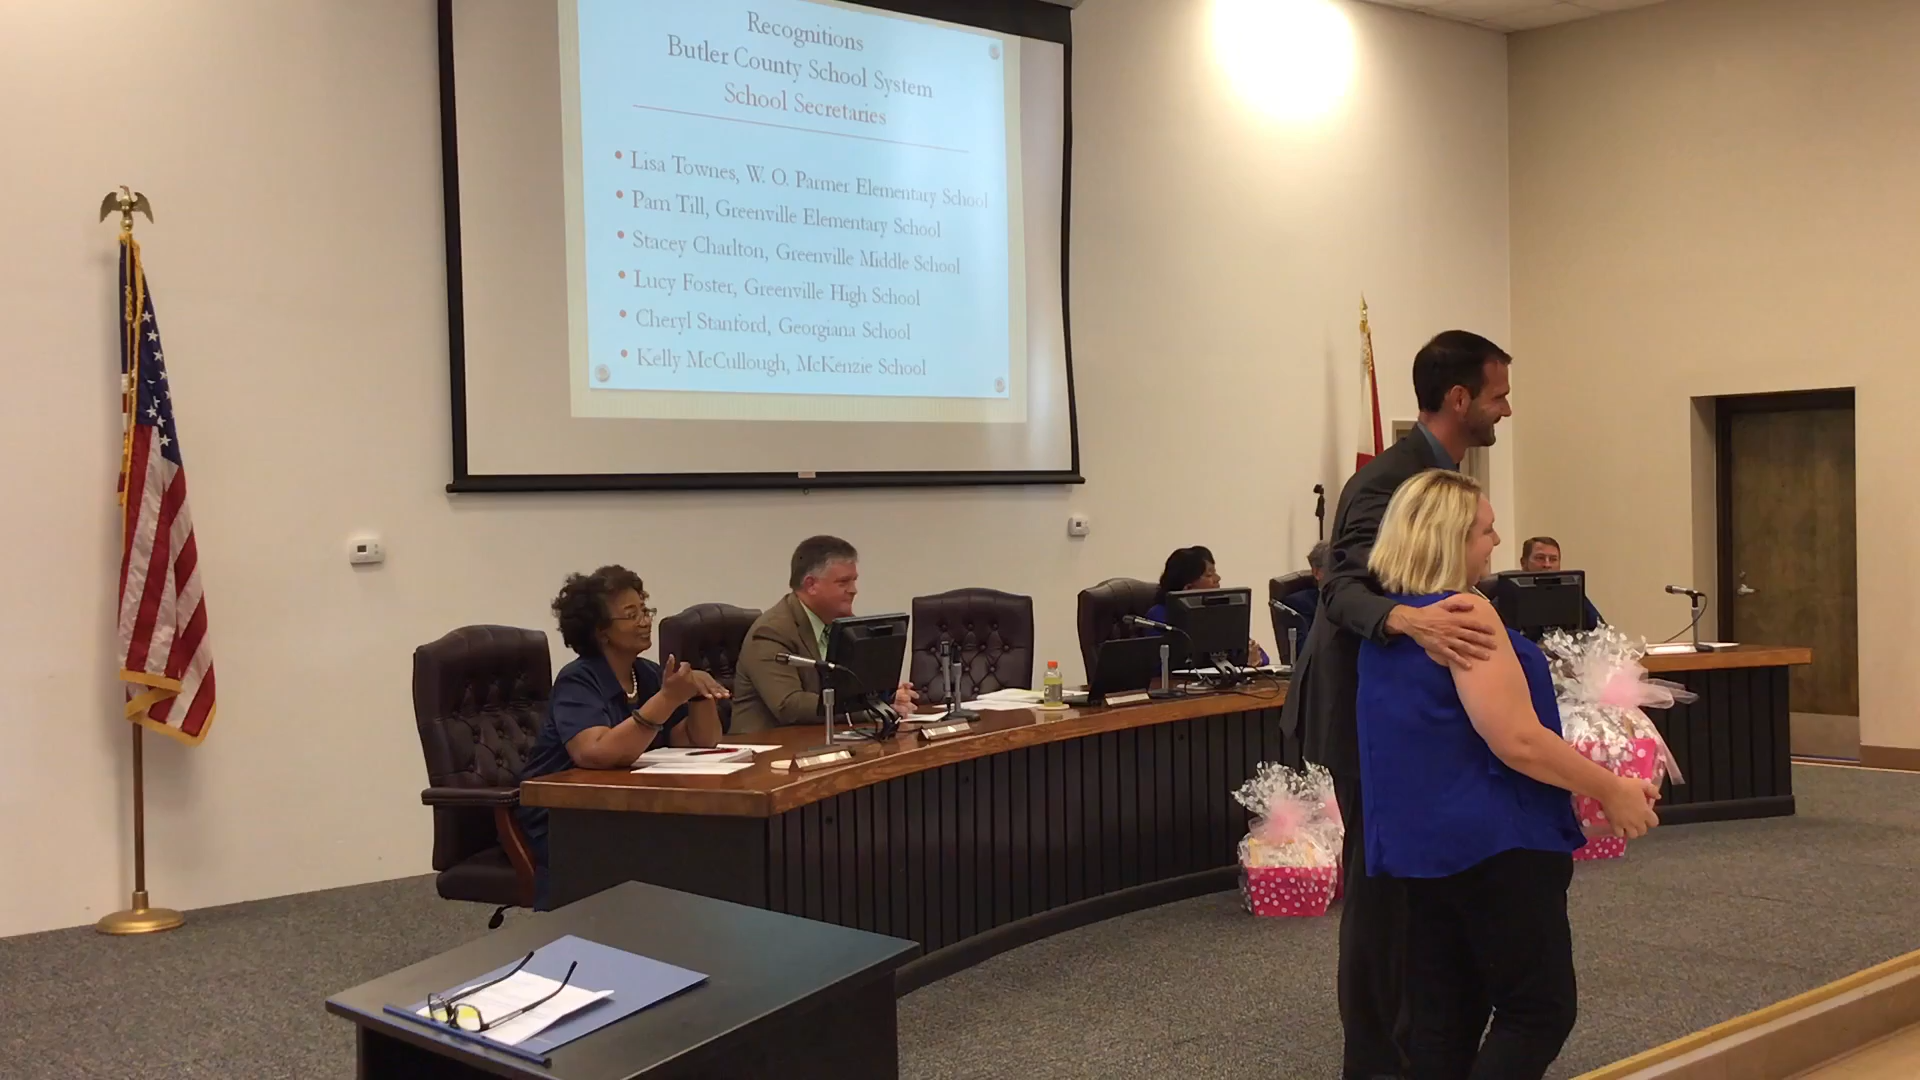 Recognitions
Butler County School System
School Secretaries
• Lisa Townes, W. O. Parmer Elementary School
• Pam Till, Greenville Elementary School
• Stacey Charlton, Greenville Middle School
• Lucy Foster, Greenville High School
• Cheryl Stanford, Georgiana School
• Kelly McCullough, McKenzie School